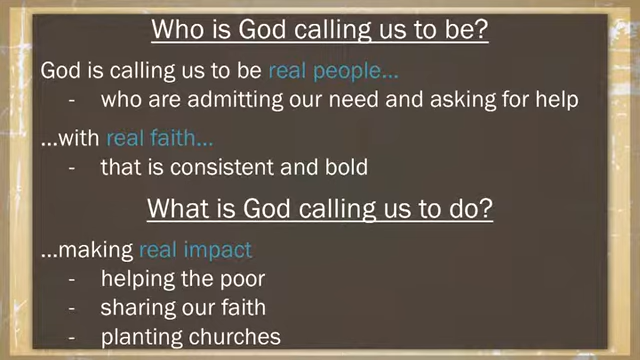 Who is God calling us to be?
God is calling us to be real people...
- who are admitting our need and asking for help
...with real faith...
- that is consistent and bold
What is God calling us to do?
...making real impact
- helping the poor
- sharing our faith
- planting churches